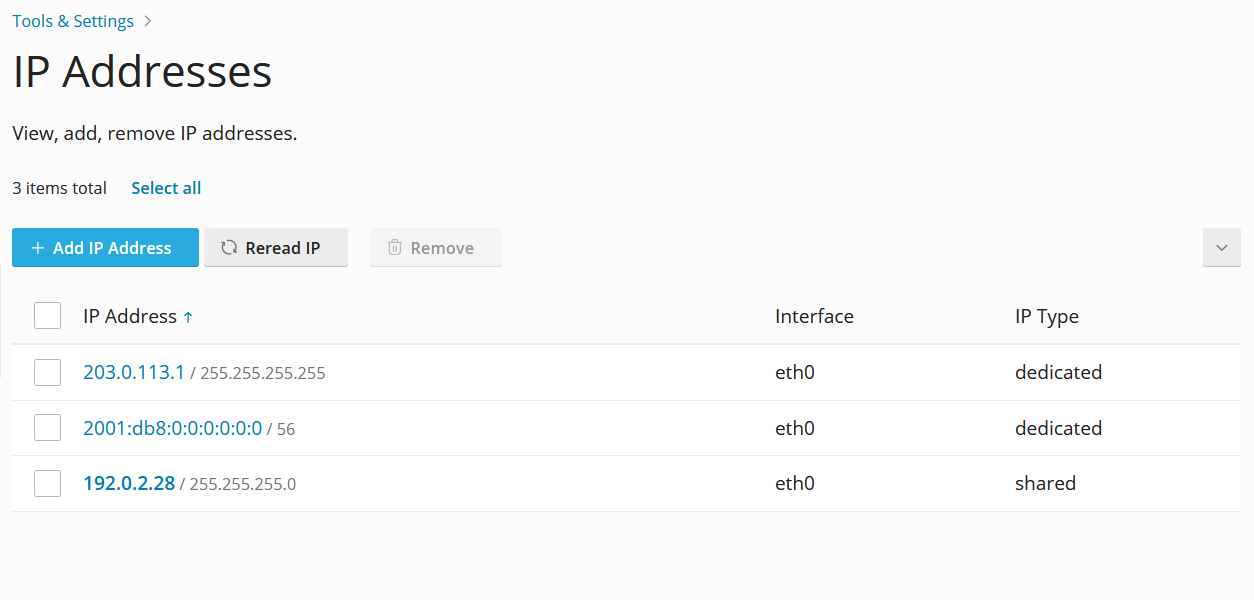 Tools & Settings >
IP Addresses
View, add, remove IP addresses.
3 items total Select all
+ Add IP Address Reread IP Remove
IP Address ↑ Interface IP Type
203.0.113.1 / 255.255.255.255 eth0 dedicated
2001:db8:0:0:0:0:0:0 / 56 eth0 dedicated
192.0.2.28 / 255.255.255.0 eth0 shared